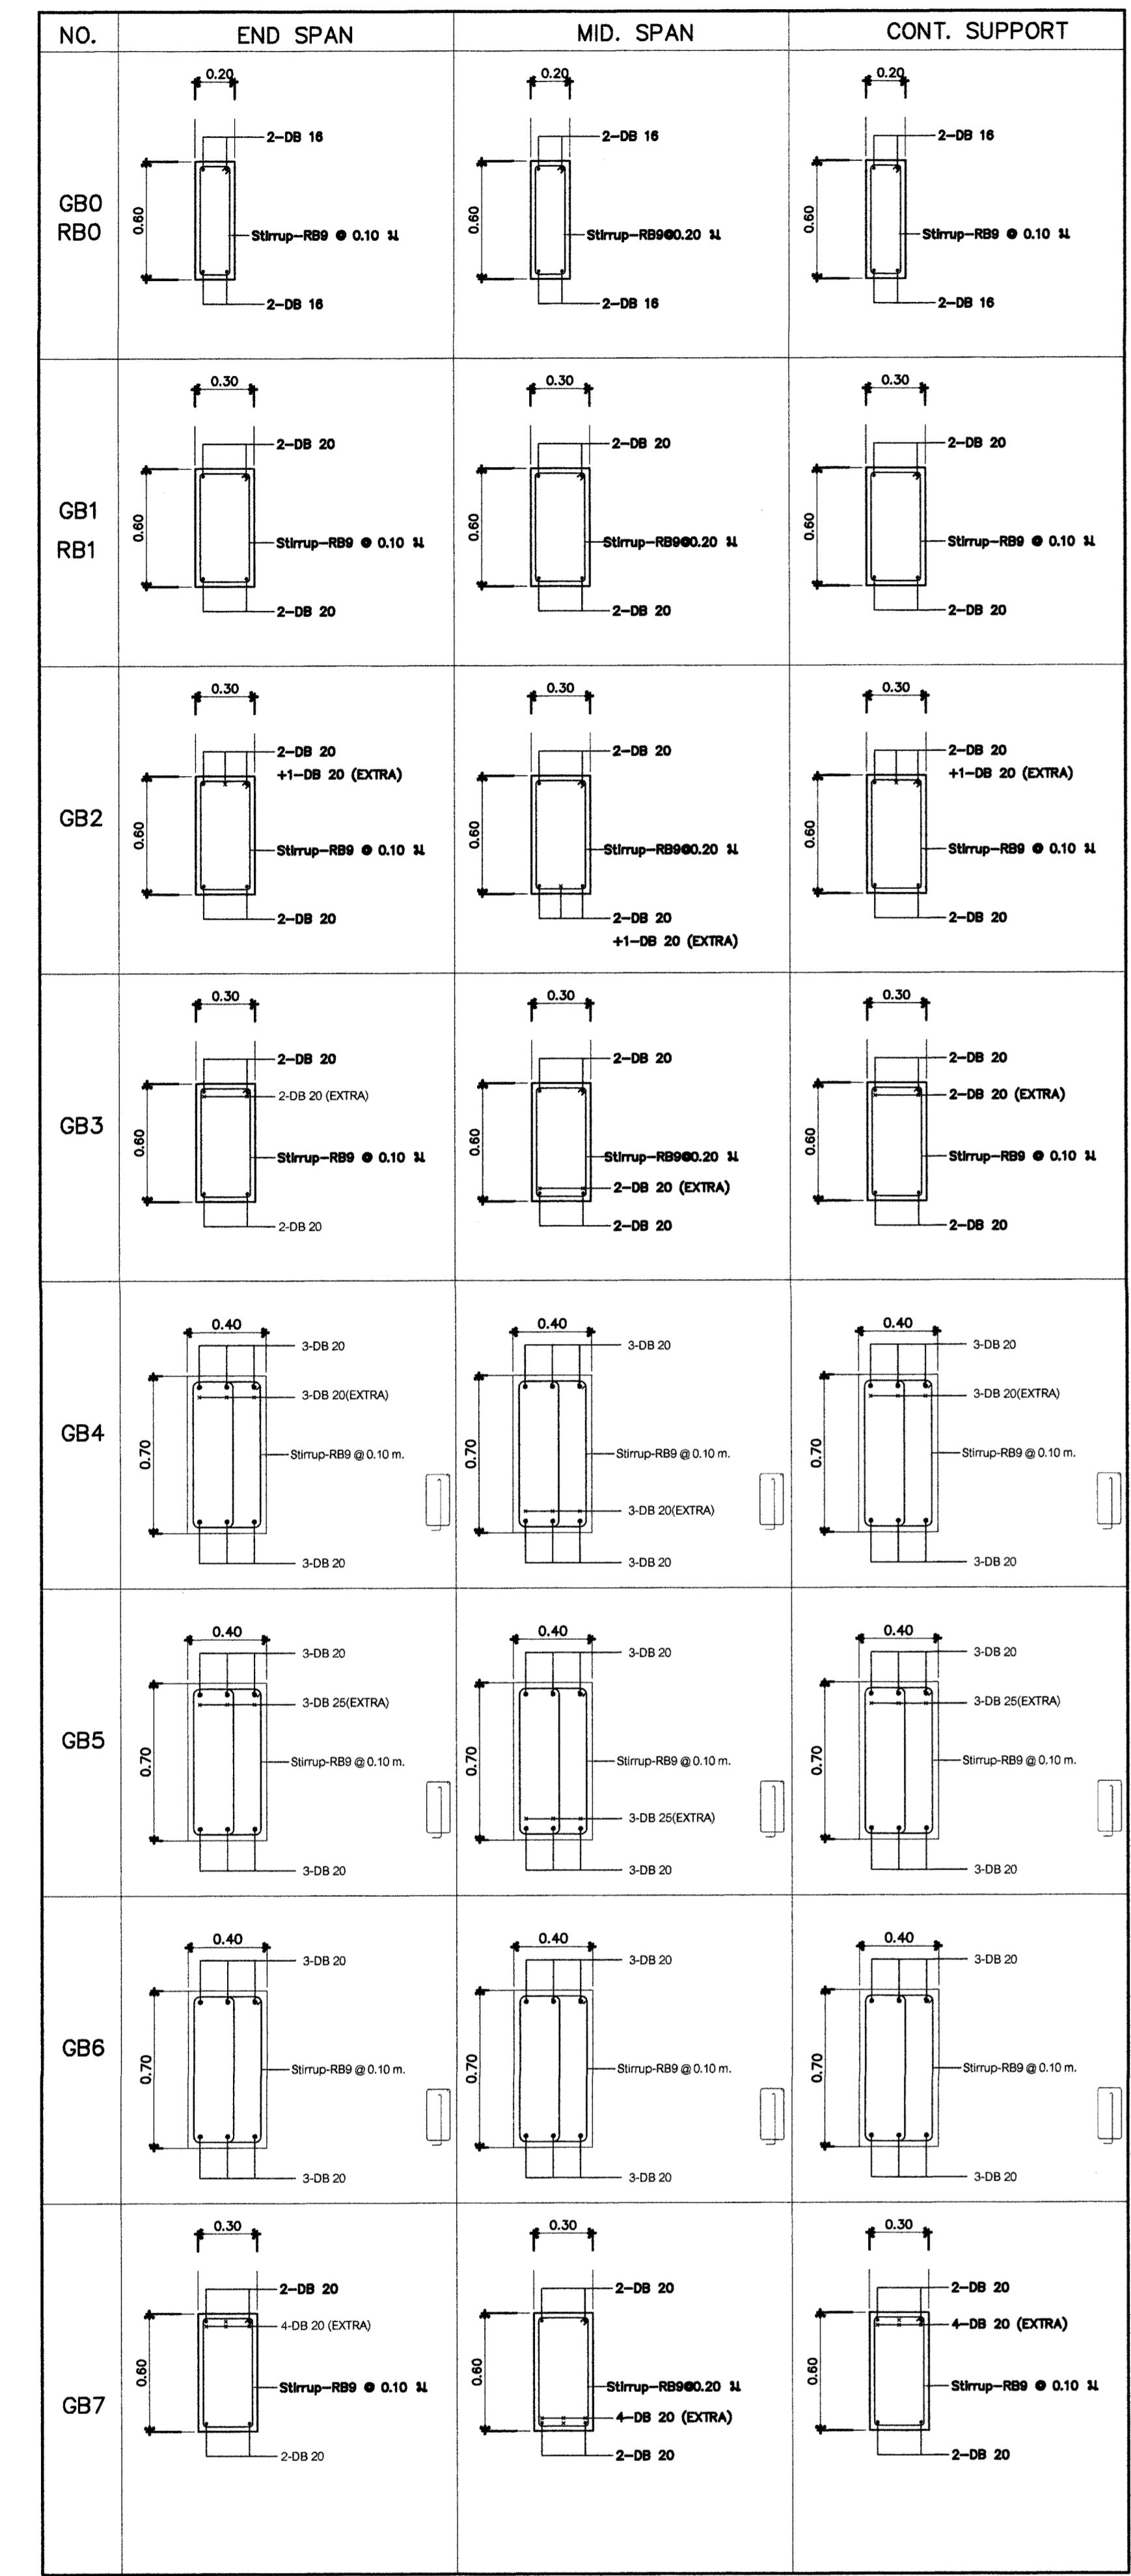 NO.
END SPAN
MID. SPAN
CONT. SUPPORT
GB0
RB0
0.20
2-DB 16
0.60
Stirrup-RB9 @ 0.10 ม.
2-DB 16
0.20
2-DB 16
0.60
Stirrup-RB9@0.20 ม.
2-DB 16
0.20
2-DB 16
0.60
Stirrup-RB9 @ 0.10 ม.
2-DB 16
GB1
RB1
0.30
2-DB 20
0.60
Stirrup-RB9 @ 0.10 ม.
2-DB 20
0.30
2-DB 20
0.60
Stirrup-RB9@0.20 ม.
2-DB 20
0.30
2-DB 20
0.60
Stirrup-RB9 @ 0.10 ม.
2-DB 20
GB2
0.30
2-DB 20
+1-DB 20 (EXTRA)
0.60
Stirrup-RB9 @ 0.10 ม.
2-DB 20
0.30
2-DB 20
0.60
Stirrup-RB9@0.20 ม.
2-DB 20
+1-DB 20 (EXTRA)
0.30
2-DB 20
+1-DB 20 (EXTRA)
0.60
Stirrup-RB9 @ 0.10 ม.
2-DB 20
GB3
0.30
2-DB 20
2-DB 20 (EXTRA)
0.60
Stirrup-RB9 @ 0.10 ม.
2-DB 20
0.30
2-DB 20
0.60
Stirrup-RB9@0.20 ม.
2-DB 20 (EXTRA)
2-DB 20
0.30
2-DB 20
2-DB 20 (EXTRA)
0.60
Stirrup-RB9 @ 0.10 ม.
2-DB 20
GB4
0.40
3-DB 20
3-DB 20(EXTRA)
0.70
Stirrup-RB9 @ 0.10 m.
3-DB 20
0.40
3-DB 20
0.70
Stirrup-RB9 @ 0.10 m.
3-DB 20(EXTRA)
3-DB 20
0.40
3-DB 20
3-DB 20(EXTRA)
0.70
Stirrup-RB9 @ 0.10 m.
3-DB 20
GB5
0.40
3-DB 20
3-DB 25(EXTRA)
0.70
Stirrup-RB9 @ 0.10 m.
3-DB 20
0.40
3-DB 20
0.70
Stirrup-RB9 @ 0.10 m.
3-DB 25(EXTRA)
3-DB 20
0.40
3-DB 20
3-DB 25(EXTRA)
0.70
Stirrup-RB9 @ 0.10 m.
3-DB 20
GB6
0.40
3-DB 20
0.70
Stirrup-RB9 @ 0.10 m.
3-DB 20
0.40
3-DB 20
0.70
Stirrup-RB9 @ 0.10 m.
3-DB 20
0.40
3-DB 20
0.70
Stirrup-RB9 @ 0.10 m.
3-DB 20
GB7
0.30
2-DB 20
4-DB 20 (EXTRA)
0.60
Stirrup-RB9 @ 0.10 ม.
2-DB 20
0.30
2-DB 20
0.60
Stirrup-RB9@0.20 ม.
4-DB 20 (EXTRA)
2-DB 20
0.30
2-DB 20
4-DB 20 (EXTRA)
0.60
Stirrup-RB9 @ 0.10 ม.
2-DB 20